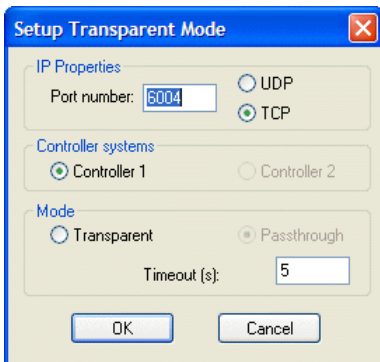 Setup Transparent Mode
IP Properties
Port number: 6004
UDP
TCP
Controller systems
Controller 1 Controller 2
Mode
Transparent Passthrough
Timeout (s): 5
OK Cancel